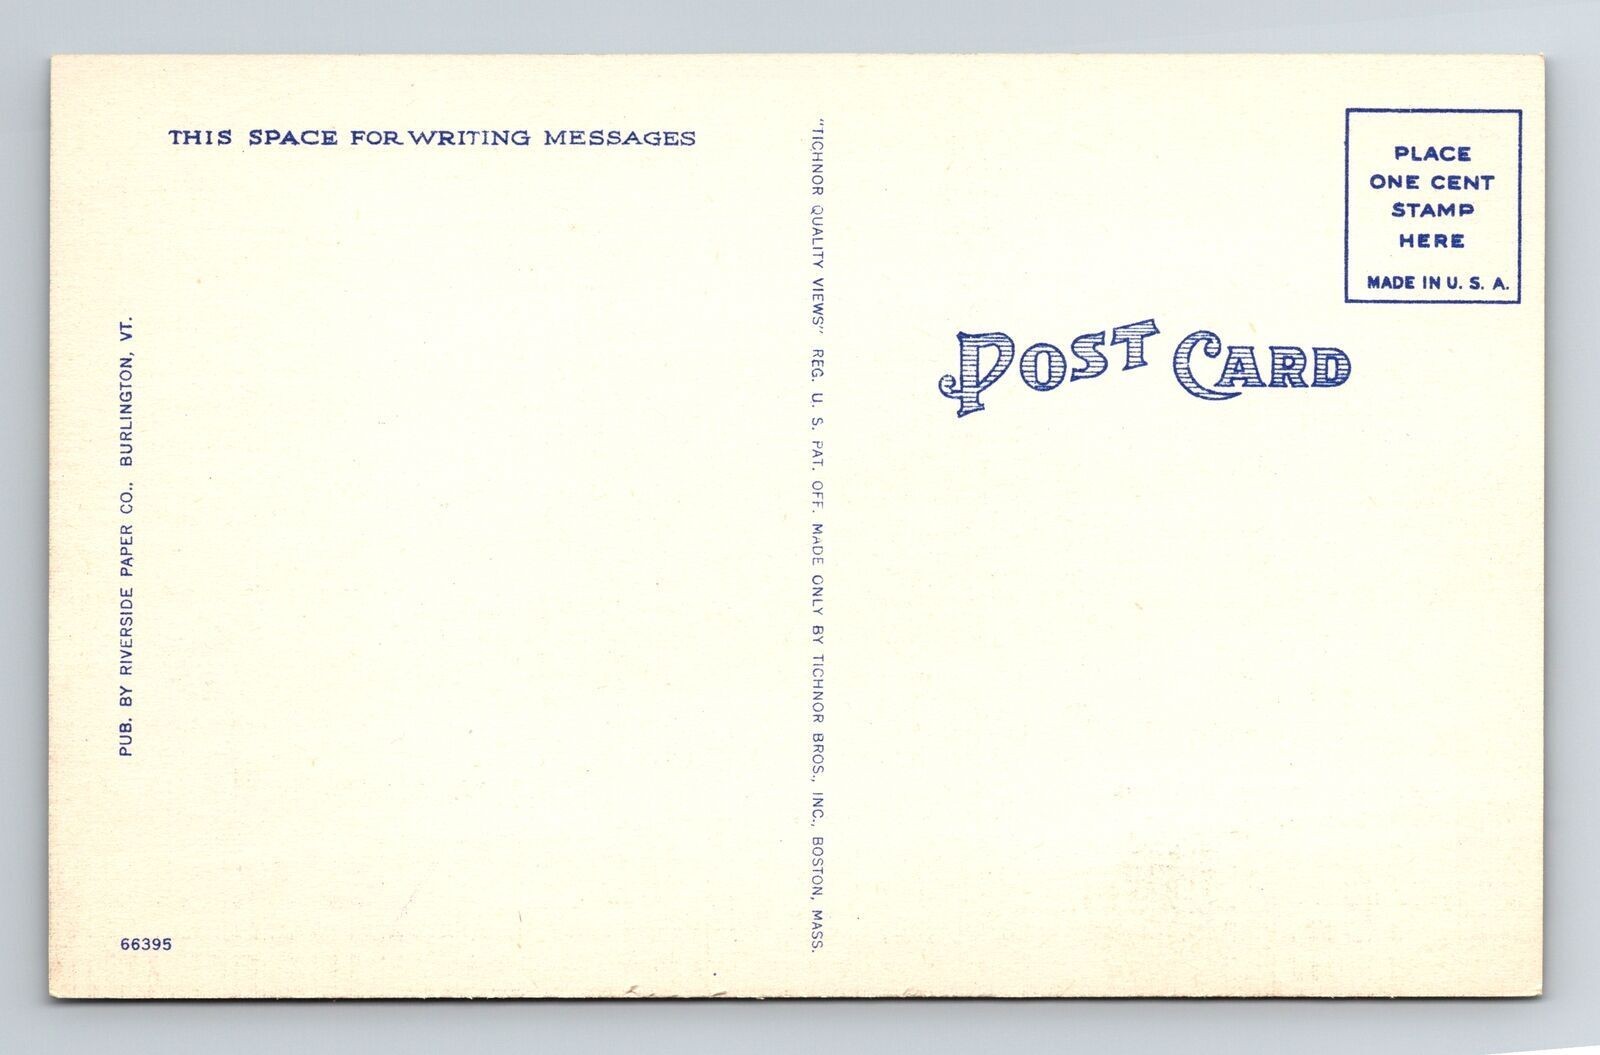 THIS SPACE FOR WRITING MESSAGES
PUB. BY RIVERSIDE PAPER CO., BURLINGTON, VT.
66395
"TICHNOR QUALITY VIEWS" REG. U. S. PAT. OFF. MADE ONLY BY TICHNOR BROS., INC., BOSTON, MASS.
PLACE
ONE CENT
STAMP
HERE
MADE IN U. S. A.
POST CARD